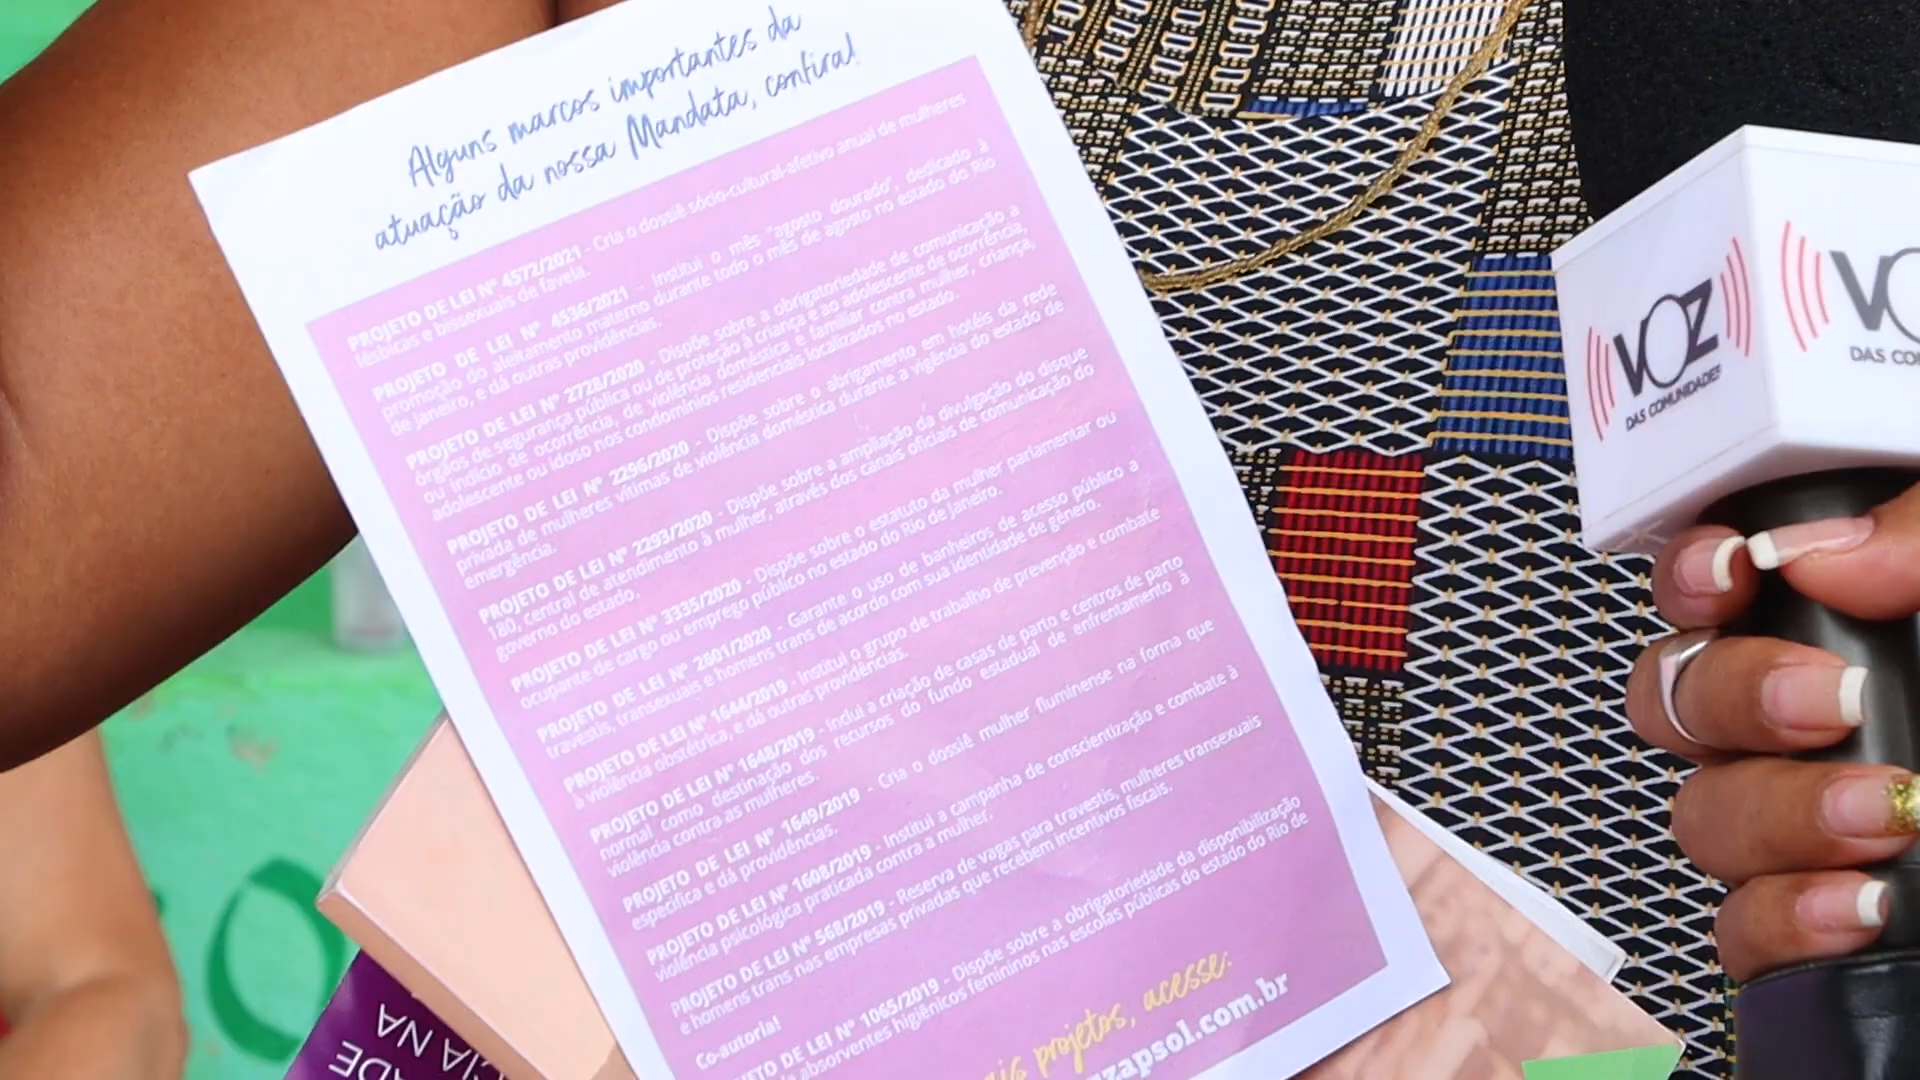 Alguns marcos importantes da
atuação da nossa Mandata, confira!
PROJETO DE LEI Nº 4572/2021 - Cria o dossiê sócio-cultural-afetivo anual de mulheres
lésbicas e bissexuais de favela.
PROJETO DE LEI Nº 4536/2021 - Institui o mês "agosto dourado", dedicado à
promoção do aleitamento materno durante todo o mês de agosto no estado do Rio
de Janeiro, e dá outras providências.
PROJETO DE LEI Nº 2728/2020 - Dispõe sobre a obrigatoriedade de comunicação a
órgãos de segurança pública ou de proteção à criança e ao adolescente de ocorrência,
ou indício de ocorrência, de violência doméstica e familiar contra mulher, criança,
adolescente ou idoso nos condomínios residenciais localizados no estado.
PROJETO DE LEI Nº 2296/2020 - Dispõe sobre o abrigamento em hotéis da rede
privada de mulheres vítimas de violência doméstica durante a vigência do estado de
emergência.
PROJETO DE LEI Nº 2293/2020 - Dispõe sobre a ampliação da divulgação do disque
180, central de atendimento à mulher, através dos canais oficiais de comunicação do
governo do estado.
PROJETO DE LEI Nº 3335/2020 - Dispõe sobre o estatuto da mulher parlamentar ou
ocupante de cargo ou emprego público no estado do Rio de Janeiro.
PROJETO DE LEI Nº 2601/2020 - Garante o uso de banheiros de acesso público a
travestis, transexuais e homens trans de acordo com sua identidade de gênero.
PROJETO DE LEI Nº 1644/2019 - Institui o grupo de trabalho de prevenção e combate
à violência obstétrica, e dá outras providências.
PROJETO DE LEI Nº 1648/2019 - Inclui a criação de casas de parto e centros de parto
normal como destinação dos recursos do fundo estadual de enfrentamento à
violência contra as mulheres.
PROJETO DE LEI Nº 1649/2019 - Cria o dossiê mulher fluminense na forma que
especifica e dá providências.
PROJETO DE LEI Nº 1608/2019 - Institui a campanha de conscientização e combate à
violência psicológica praticada contra a mulher.
PROJETO DE LEI Nº 568/2019 - Reserva de vagas para travestis, mulheres transexuais
e homens trans nas empresas privadas que recebem incentivos fiscais.
Co-autoria!
JETO DE LEI Nº 1065/2019 - Dispõe sobre a obrigatoriedade da disponibilização
absorventes higiênicos femininos nas escolas públicas do estado do Rio de
is projetos, acesse:
zapsol.com.br
VOZ
DAS COMUNIDADES
VO
DAS CO
CIA NA
ADE